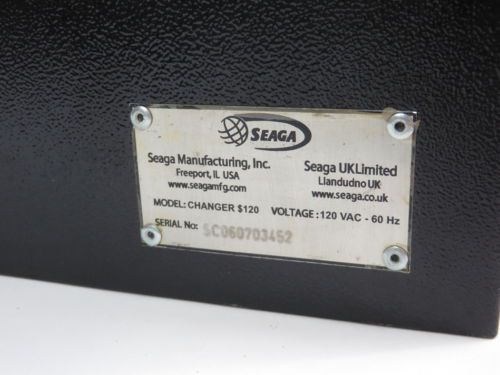 SEAGA
Seaga Manufacturing, Inc.
Freeport, IL USA
www.seagamfg.com
Seaga UKLimited
Llandudno UK
www.seaga.co.uk
MODEL: CHANGER $120 VOLTAGE : 120 VAC - 60 Hz
SERIAL No: SC060703452